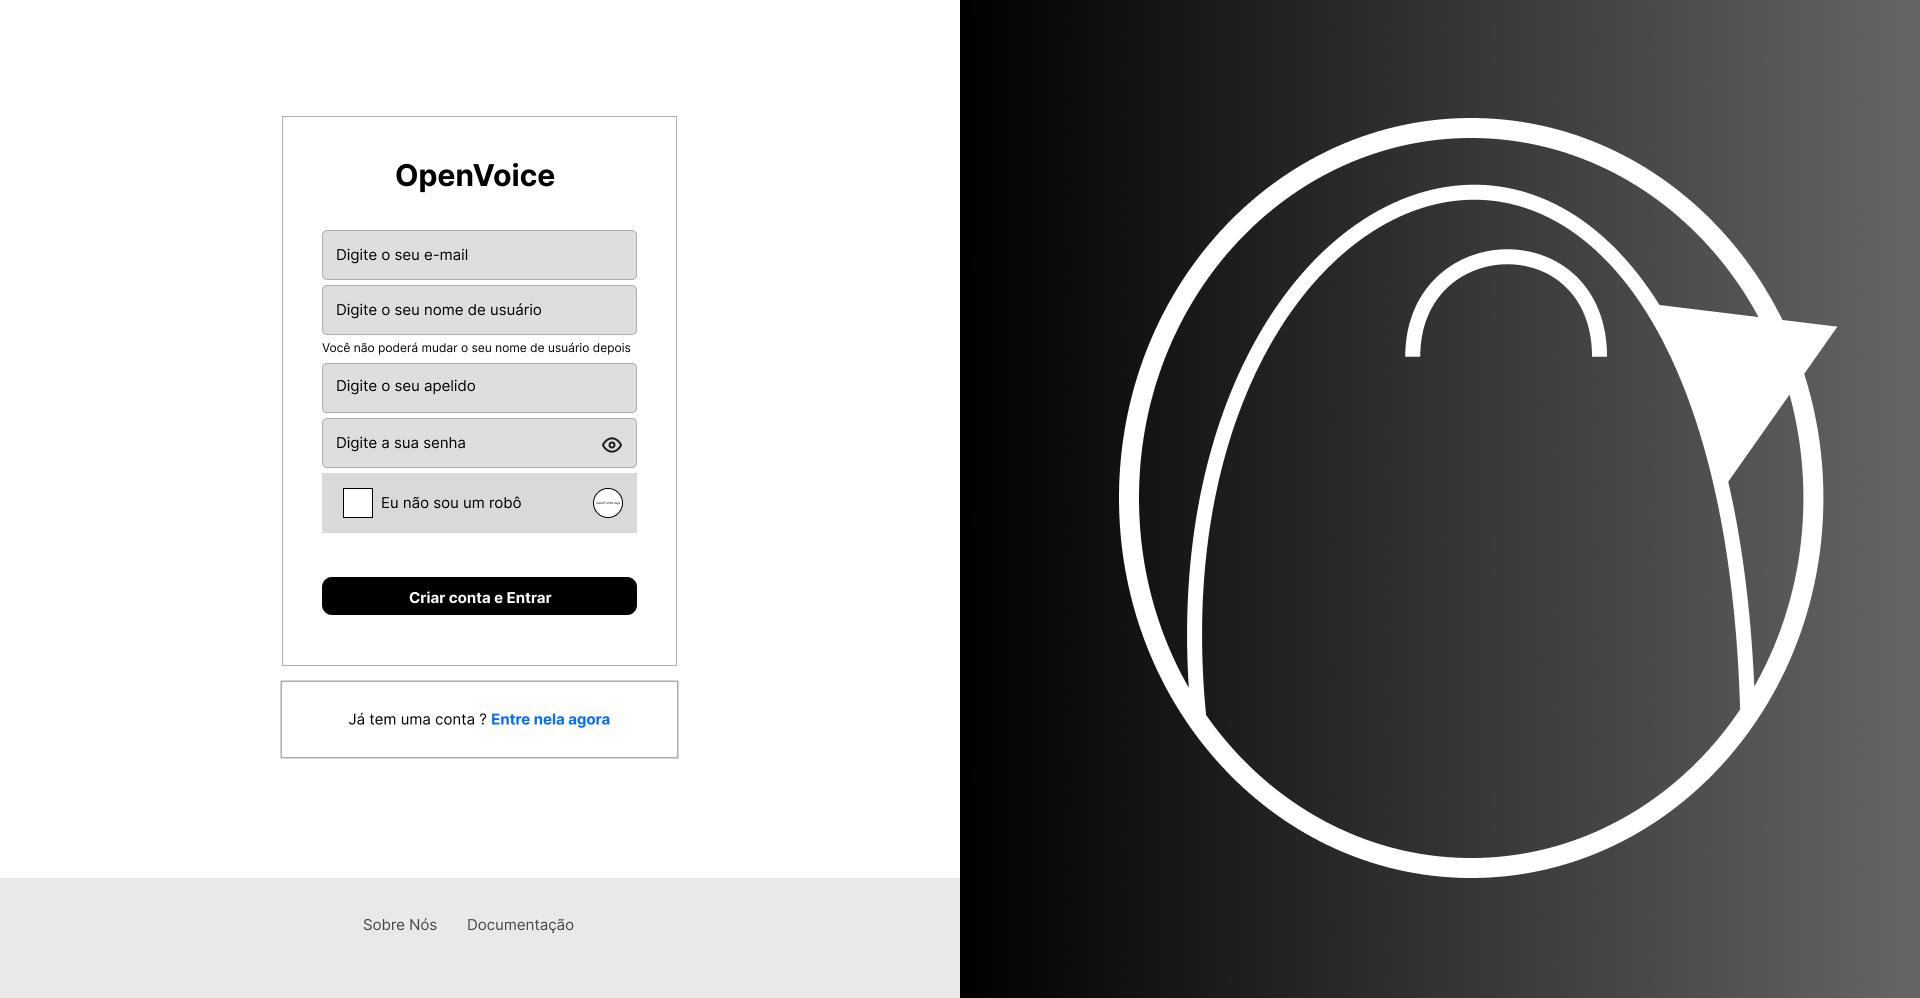 OpenVoice
Digite o seu e-mail
Digite o seu nome de usuário
Você não poderá mudar o seu nome de usuário depois
Digite o seu apelido
Digite a sua senha
Eu não sou um robô
Criar conta e Entrar
Já tem uma conta ? Entre nela agora
Sobre Nós
Documentação